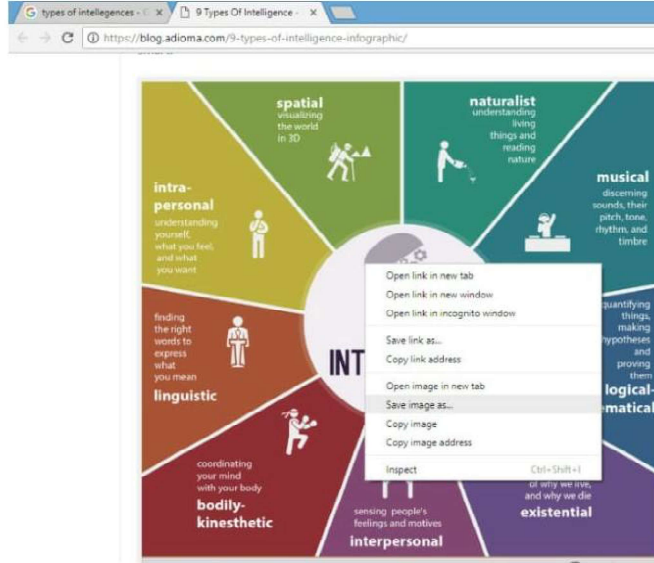 types of intellegences - G
9 Types Of Intelligence -
https://blog.adioma.com/9-types-of-intelligence-infographic/
spatial
visualizing
the world
in 3D
naturalist
understanding
living
things and
reading
nature
musical
discerning
sounds, their
pitch, tone,
rhythm, and
timbre
intra-
personal
understanding
yourself,
what you feel,
and what
you want
finding
the right
words to
express
what
you mean
linguistic
INT
Open link in new tab
Open link in new window
Open link in incognito window
Save link as...
Copy link address
Open image in new tab
Save image as...
Copy image
Copy image address
Inspect Ctrl+Shift+I
quantifying
things,
making
hypotheses
and
proving
them
logical-
ematical
coordinating
your mind
with your body
bodily-
kinesthetic
sensing people's
feelings and motives
interpersonal
of why we live,
and why we die
existential